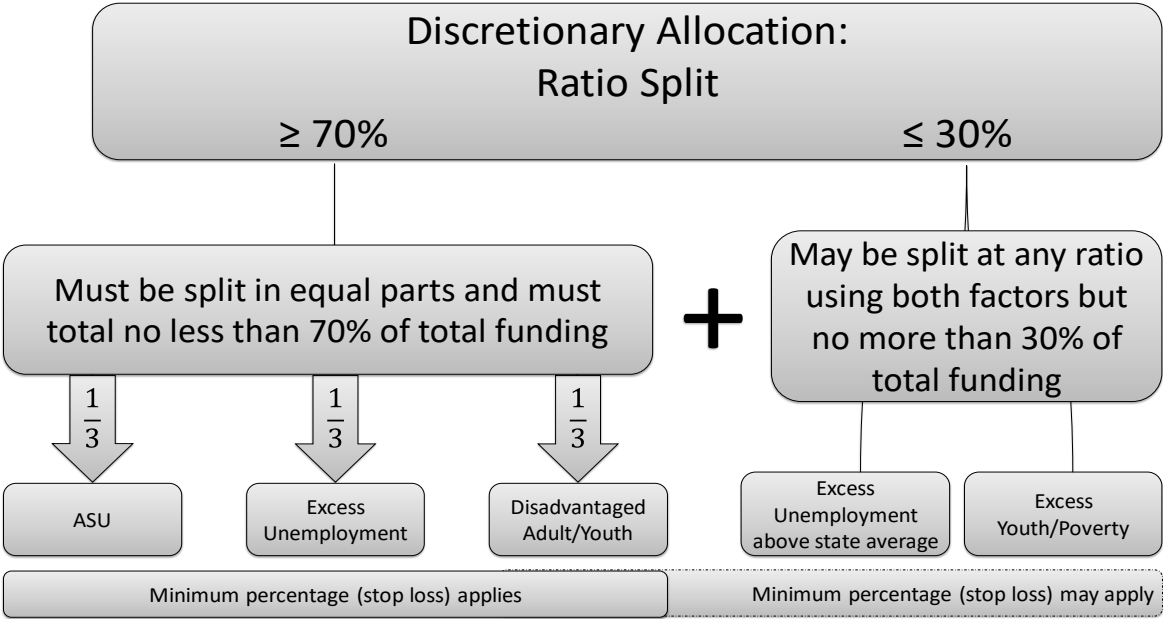 Discretionary Allocation:
Ratio Split
≥ 70%
≤ 30%
Must be split in equal parts and must
total no less than 70% of total funding
+
May be split at any ratio
using both factors but
no more than 30% of
total funding
1/3
1/3
1/3
ASU
Excess
Unemployment
Disadvantaged
Adult/Youth
Excess
Unemployment
above state average
Excess
Youth/Poverty
Minimum percentage (stop loss) applies
Minimum percentage (stop loss) may apply